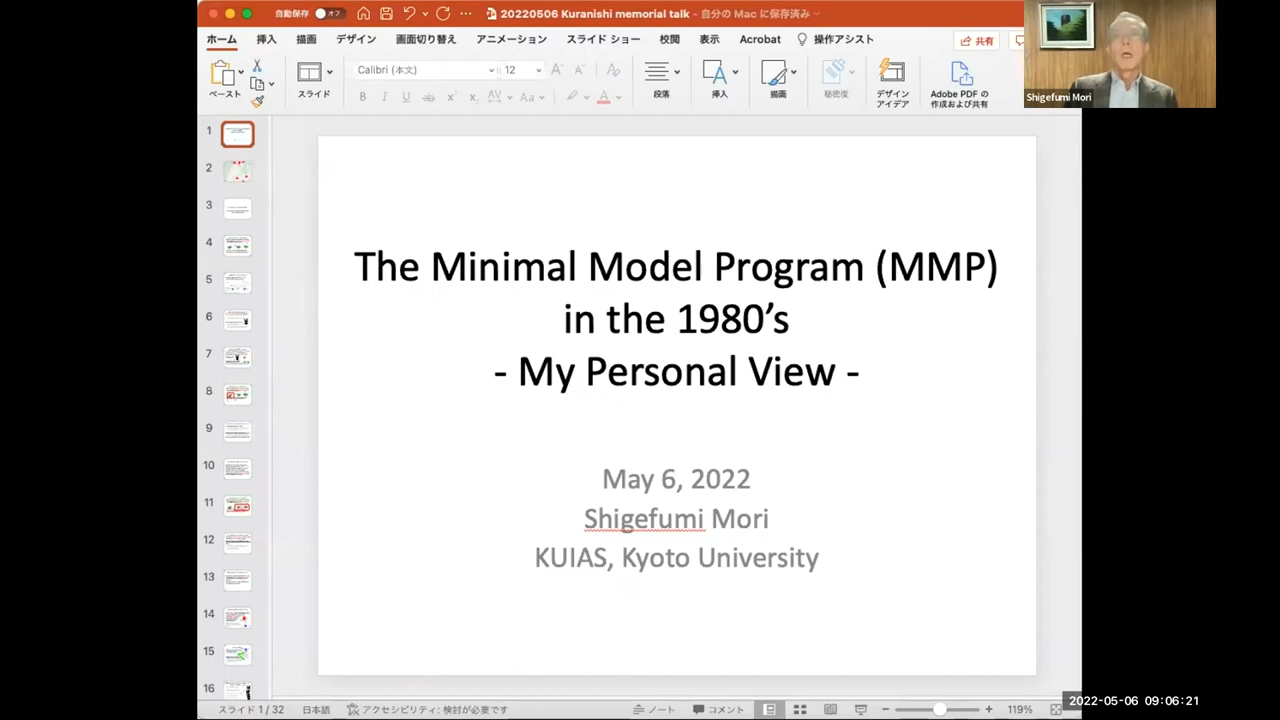 自動保存 オフ
20220506 Kuranishi memorial talk - 自分の Mac に保存済み
ホーム 挿入 描画 デザイン 画面切り替え アニメーション スライド ショー 校閲 表示 Acrobat 操作アシスト
共有
Calibri (本文) 12
ペースト
スライド
段落
挿入
描画
秘密度
デザイン
アイデア
Adobe PDF の
作成および共有
Shigefumi Mori
1
2
3
4
5
6
7
8
9
10
11
12
13
14
15
16
The Minimal Model Program (MMP)
in the 1980’s
- My Personal View -
May 6, 2022
Shigefumi Mori
KUIAS, Kyoto University
スライド 1 / 32 日本語 アクセシビリティ: 検討が必要です ノート コメント 119%
2022-05-06 09:06:21